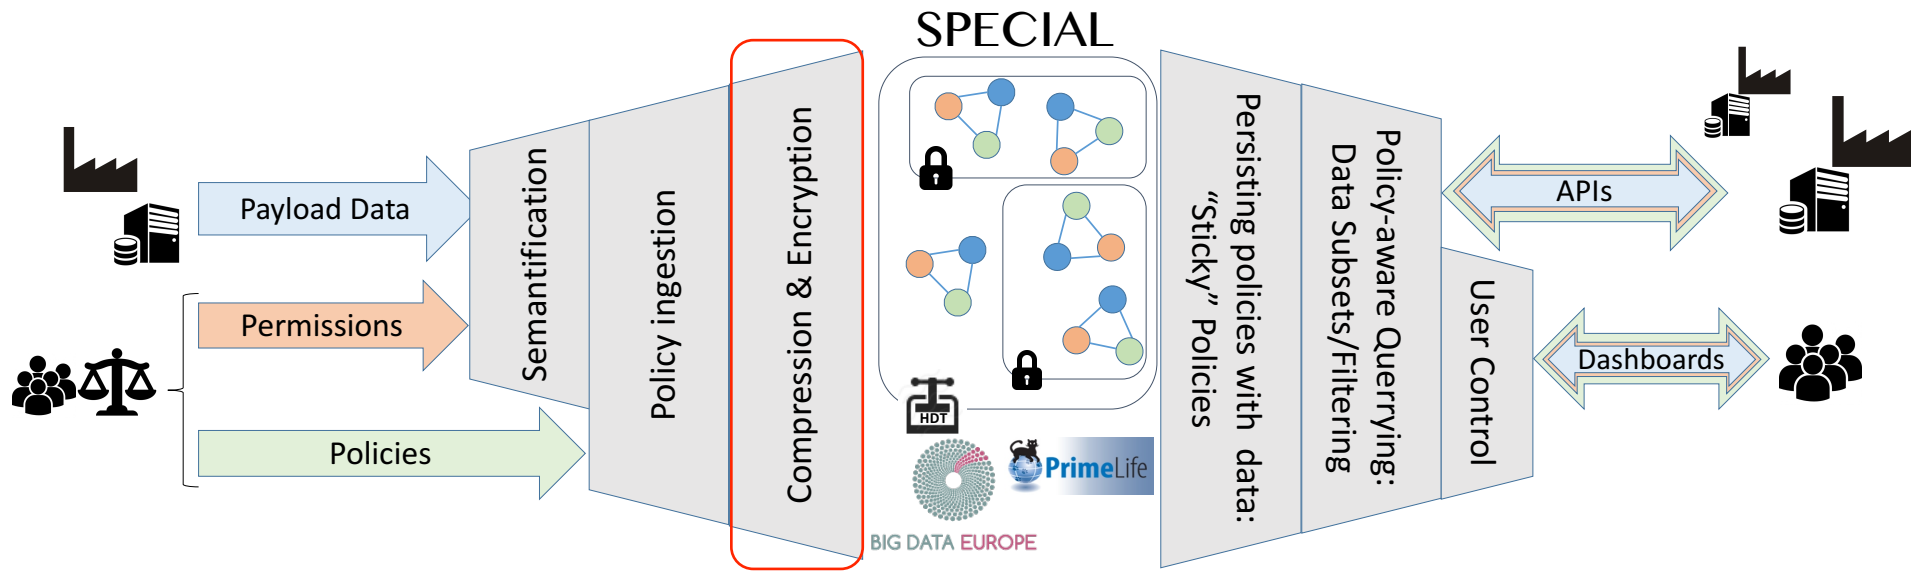 SPECIAL
Payload Data
Permissions
Policies
Semantification
Policy ingestion
Compression & Encryption
HDT
BIG DATA EUROPE
PrimeLife
Persisting policies with data:
“Sticky” Policies
Policy-aware Querrying:
Data Subsets/Filtering
User Control
APIs
Dashboards